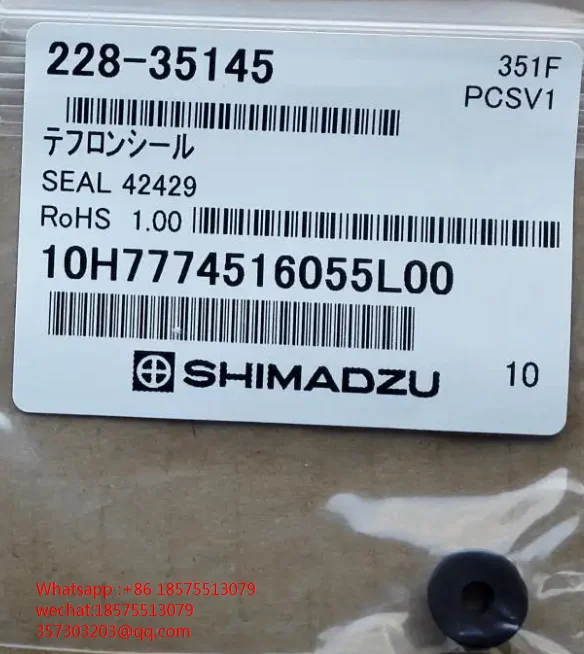 228-35145
351F
PCSV1
テフロンシール
SEAL 42429
RoHS 1.00
10H7774516055L00
SHIMADZU
10
Whatsapp :+86 18575513079
wechat:18575513079
357303203@qq.com